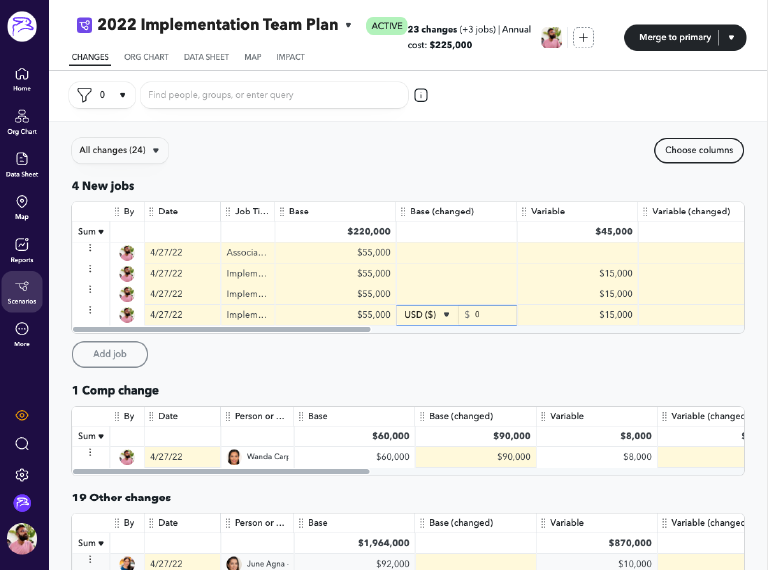 2022 Implementation Team Plan
ACTIVE
23 changes (+3 jobs) | Annual
cost: $225,000
Merge to primary
CHANGES ORG CHART DATA SHEET MAP IMPACT
Home
Org Chart
Data Sheet
Map
Reports
Scenarios
More
0
Find people, groups, or enter query
All changes (24)
Choose columns
4 New jobs
By Date Job Ti... Base Base (changed) Variable Variable (changed)
Sum $220,000 $45,000
4/27/22 Associa... $55,000
4/27/22 Implem... $55,000 $15,000
4/27/22 Implem... $55,000 $15,000
4/27/22 Implem... $55,000 USD ($) $ 0 $15,000
Add job
1 Comp change
By Date Person or ... Base Base (changed) Variable Variable (changed
Sum $60,000 $90,000 $8,000
4/27/22 Wanda Carp $60,000 $90,000 $8,000
19 Other changes
By Date Person or ... Base Base (changed) Variable Variable (changed
Sum $1,964,000 $870,000
4/27/22 June Agna $92,000 $10,000